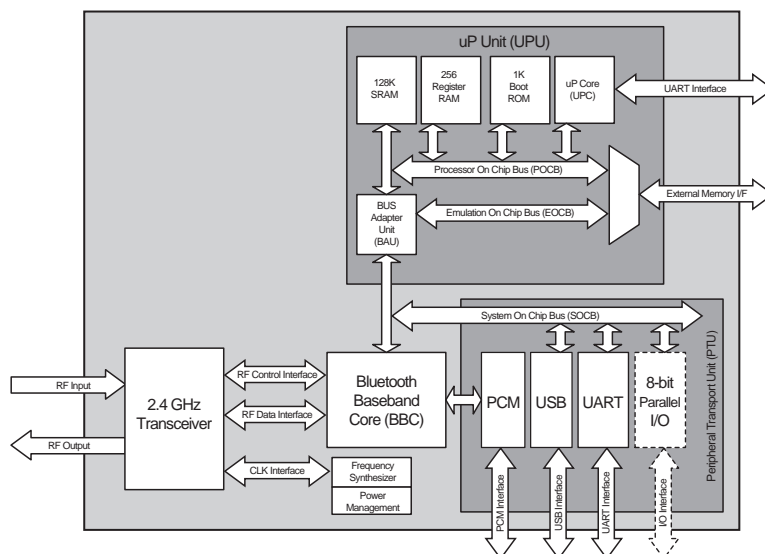 uP Unit (UPU)
128K
SRAM
256
Register
RAM
1K
Boot
ROM
uP Core
(UPC)
UART Interface
Processor On Chip Bus (POCB)
External Memory I/F
BUS
Adapter
Unit
(BAU)
Emulation On Chip Bus (EOCB)
System On Chip Bus (SOCB)
RF Input
RF Output
2.4 GHz
Transceiver
RF Control Interface
RF Data Interface
CLK Interface
Bluetooth
Baseband
Core (BBC)
Frequency
Synthesizer
Power
Management
PCM
USB
UART
8-bit
Parallel
I/O
Peripheral Transport Unit (PTU)
PCM Interface
USB Interface
UART Interface
I/O Interface